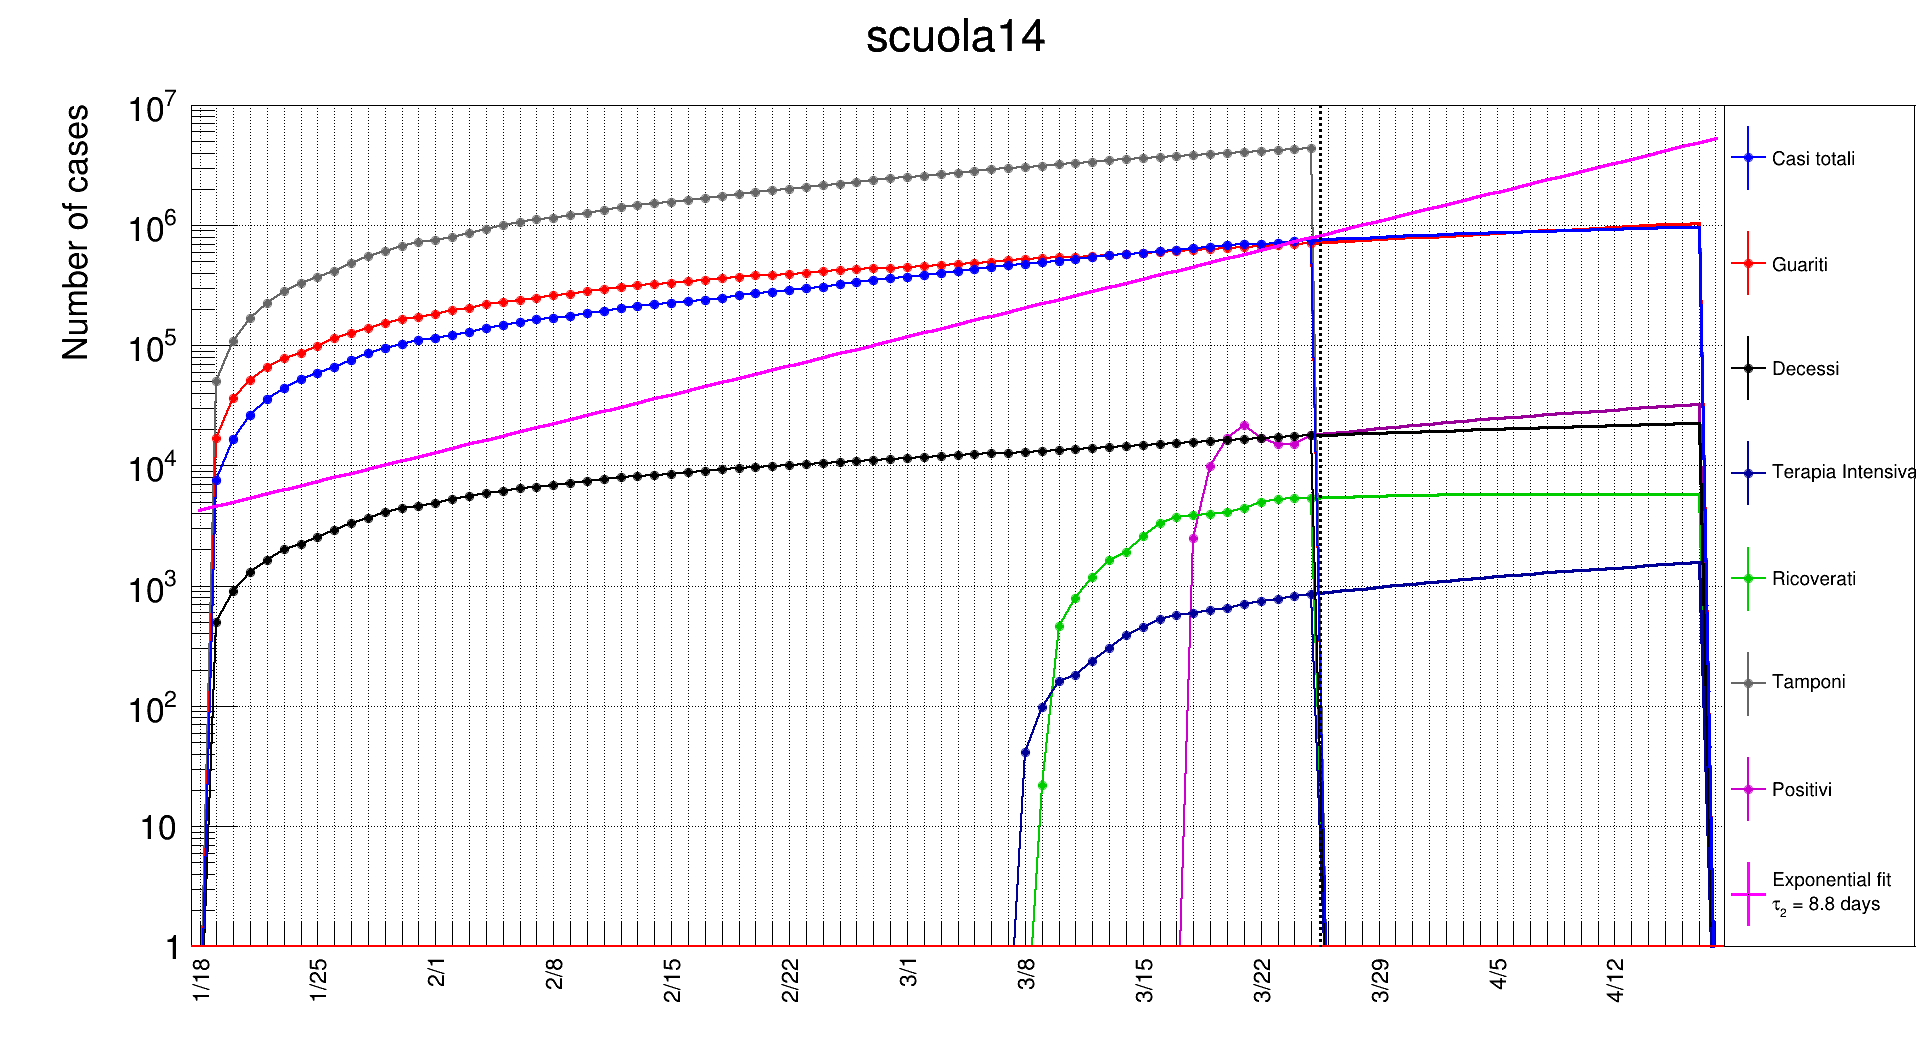 scuola14
Number of cases
10^7
10^6
10^5
10^4
10^3
10^2
10
1
1/18
1/25
2/1
2/8
2/15
2/22
3/1
3/8
3/15
3/22
3/29
4/5
4/12
Casi totali
Guariti
Decessi
Terapia Intensiva
Ricoverati
Tamponi
Positivi
Exponential fit
τ₂ = 8.8 days